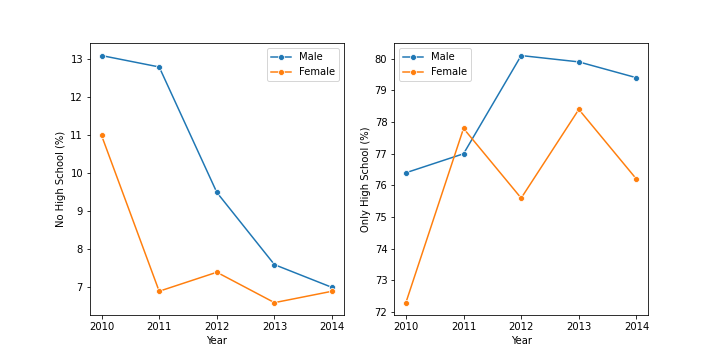 Male
Female
13
12
11
10
9
8
7
No High School (%)
2010 2011 2012 2013 2014
Year
Male
Female
80
79
78
77
76
75
74
73
72
Only High School (%)
2010 2011 2012 2013 2014
Year